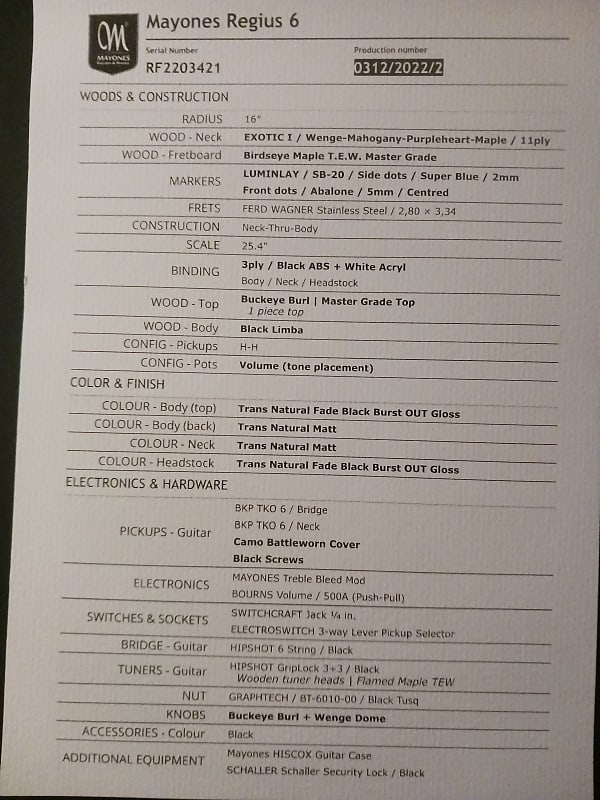 Mayones Regius 6
MAYONES
Serial Number
Production number
RF2203421
0312/2022/2
WOODS & CONSTRUCTION
RADIUS 16"
WOOD - Neck EXOTIC I / Wenge-Mahogany-Purpleheart-Maple / 11ply
WOOD - Fretboard Birdseye Maple T.E.W. Master Grade
MARKERS LUMINLAY / SB-20 / Side dots / Super Blue / 2mm
Front dots / Abalone / 5mm / Centred
FRETS FERD WAGNER Stainless Steel / 2,80 × 3,34
CONSTRUCTION Neck-Thru-Body
SCALE 25.4"
BINDING 3ply / Black ABS + White Acryl
Body / Neck / Headstock
WOOD - Top Buckeye Burl | Master Grade Top
1 piece top
WOOD - Body Black Limba
CONFIG - Pickups H-H
CONFIG - Pots Volume (tone placement)
COLOR & FINISH
COLOUR - Body (top) Trans Natural Fade Black Burst OUT Gloss
COLOUR - Body (back) Trans Natural Matt
COLOUR - Neck Trans Natural Matt
COLOUR - Headstock Trans Natural Fade Black Burst OUT Gloss
ELECTRONICS & HARDWARE
PICKUPS - Guitar BKP TKO 6 / Bridge
BKP TKO 6 / Neck
Camo Battleworn Cover
Black Screws
ELECTRONICS MAYONES Treble Bleed Mod
BOURNS Volume / 500A (Push-Pull)
SWITCHES & SOCKETS SWITCHCRAFT Jack ¼ in.
ELECTROSWITCH 3-way Lever Pickup Selector
BRIDGE - Guitar HIPSHOT 6 String / Black
TUNERS - Guitar HIPSHOT GripLock 3+3 / Black
Wooden tuner heads | Flamed Maple TEW
NUT GRAPHTECH / BT-6010-00 / Black Tusq
KNOBS Buckeye Burl + Wenge Dome
ACCESSORIES - Colour Black
ADDITIONAL EQUIPMENT Mayones HISCOX Guitar Case
SCHALLER Schaller Security Lock / Black